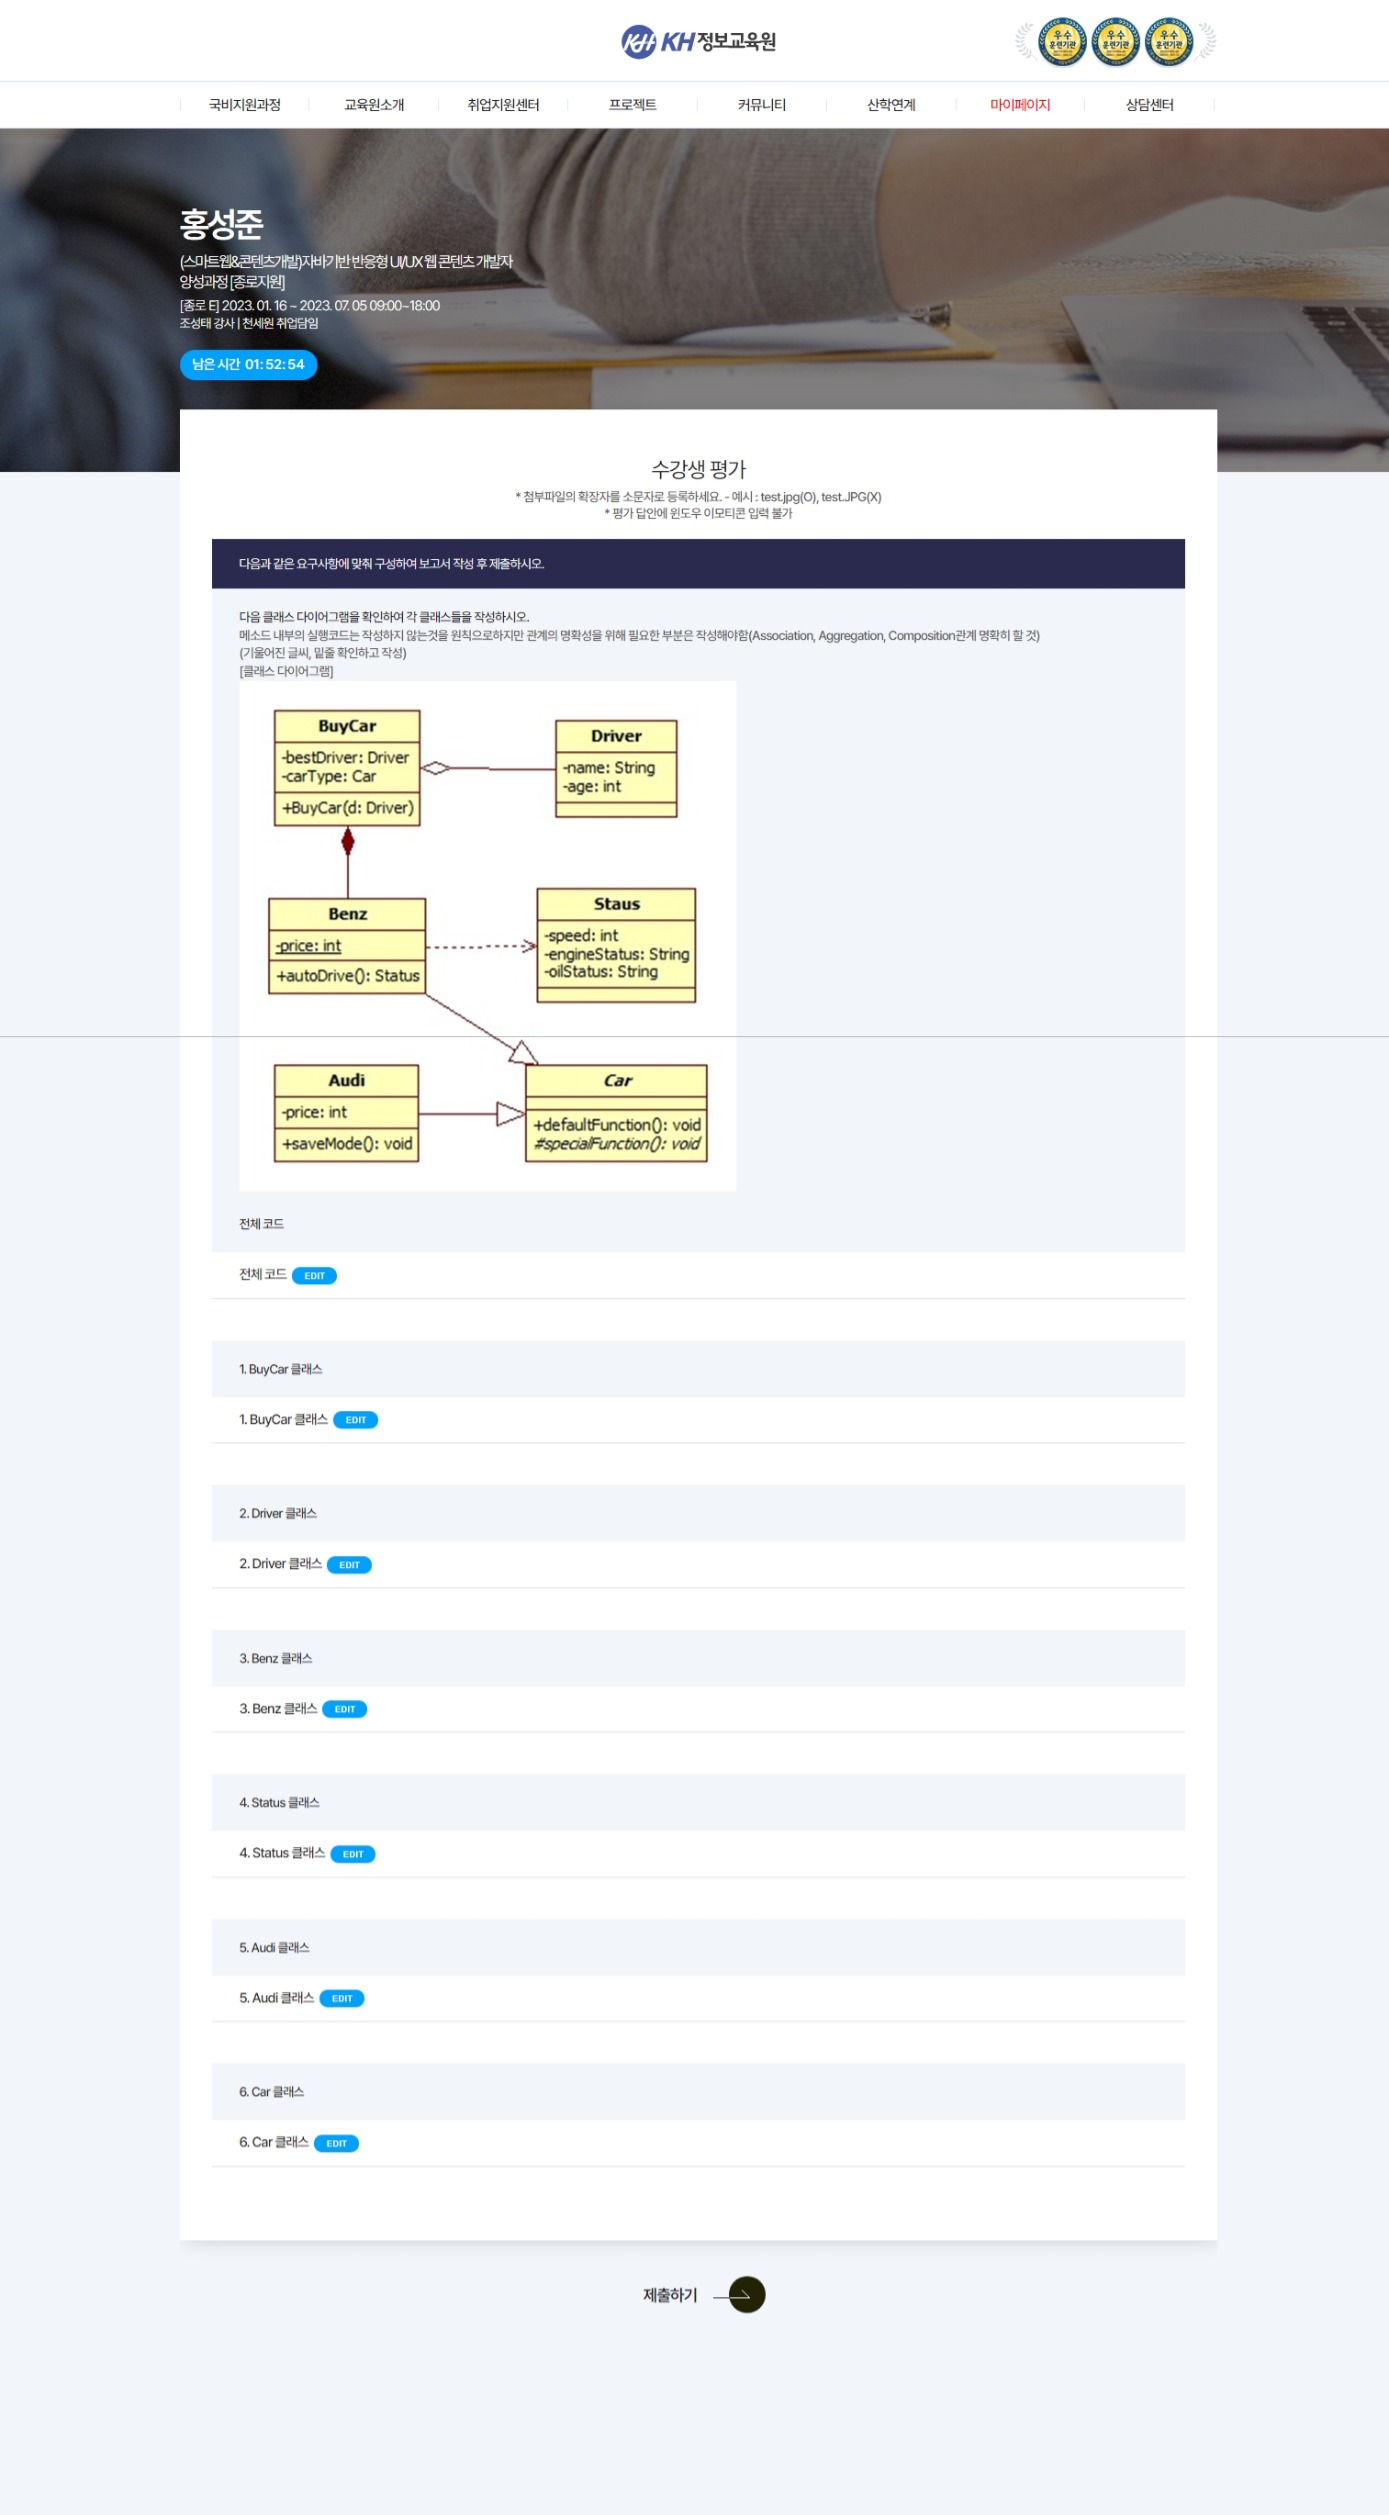 KH KH 정보교육원
우수 훈련기관 우수 훈련기관 우수 훈련기관
국비지원과정 교육원소개 취업지원센터 프로젝트 커뮤니티 산학연계 마이페이지 상담센터
홍성준
(스마트웹&콘텐츠개발)자바기반 반응형 UI/UX 웹 콘텐츠 개발자
양성과정 [종로지원]
[종로 E] 2023. 01. 16 ~ 2023. 07. 05 09:00~18:00
조성태 강사 | 천세원 취업담임
남은 시간 01: 52: 54
수강생 평가
* 첨부파일의 확장자를 소문자로 등록하세요. - 예시 : test.jpg(O), test.JPG(X)
* 평가 답안에 윈도우 이모티콘 입력 불가
다음과 같은 요구사항에 맞춰 구성하여 보고서 작성 후 제출하시오.
다음 클래스 다이어그램을 확인하여 각 클래스들을 작성하시오.
메소드 내부의 실행코드는 작성하지 않는것을 원칙으로하지만 관계의 명확성을 위해 필요한 부분은 작성해야함(Association, Aggregation, Composition관계 명확히 할 것)
(기울어진 글씨, 밑줄 확인하고 작성)
[클래스 다이어그램]
BuyCar
-bestDriver: Driver
-carType: Car
+BuyCar(d: Driver)
Driver
-name: String
-age: int
Benz
-price: int
+autoDrive(): Status
Staus
-speed: int
-engineStatus: String
-oilStatus: String
Audi
-price: int
+saveMode(): void
Car
+defaultFunction(): void
#specialFunction(): void
전체 코드
전체 코드 EDIT
1. BuyCar 클래스
1. BuyCar 클래스 EDIT
2. Driver 클래스
2. Driver 클래스 EDIT
3. Benz 클래스
3. Benz 클래스 EDIT
4. Status 클래스
4. Status 클래스 EDIT
5. Audi 클래스
5. Audi 클래스 EDIT
6. Car 클래스
6. Car 클래스 EDIT
제출하기